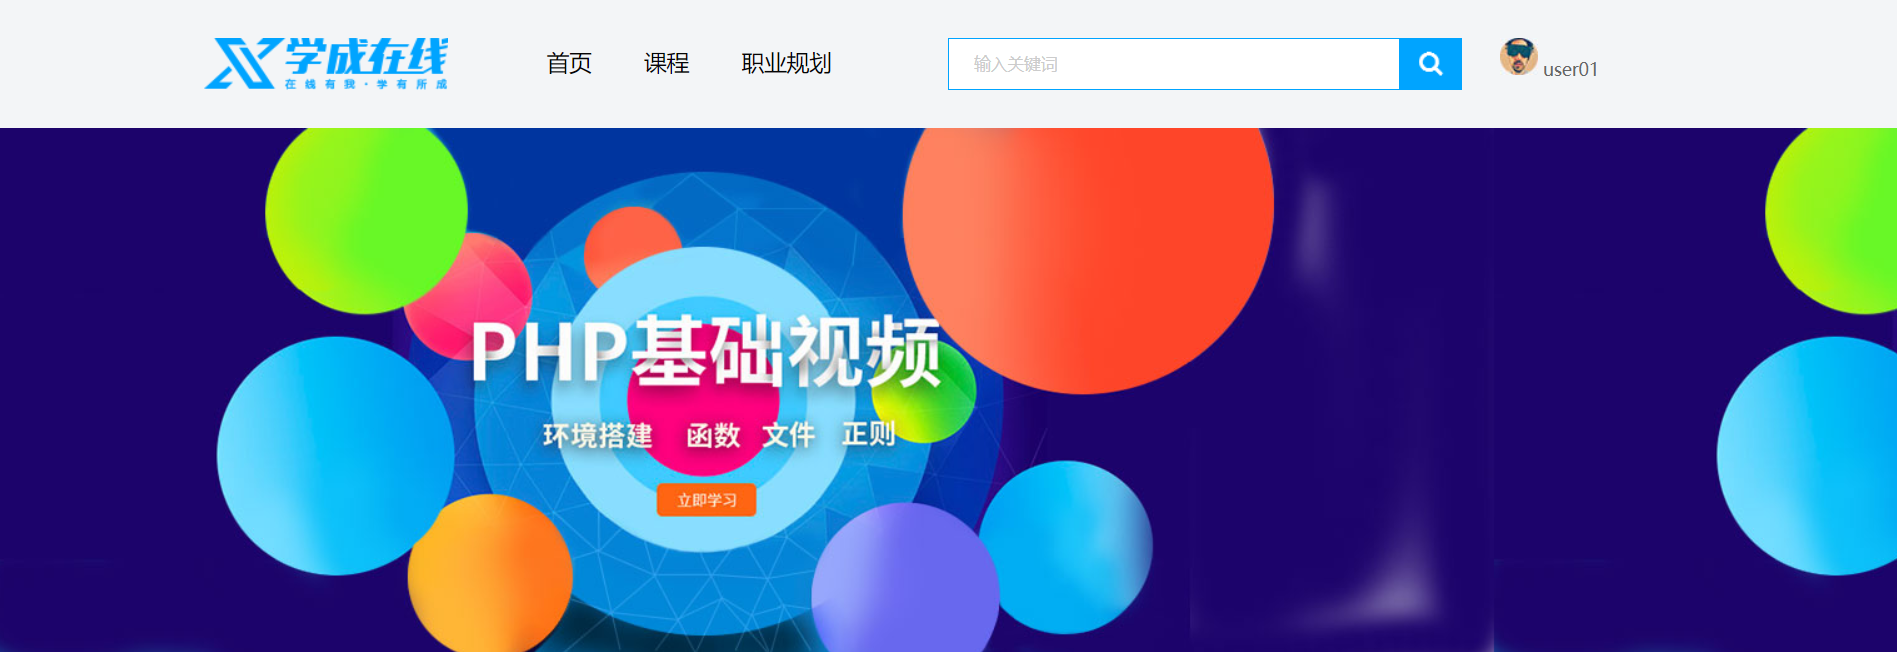 学成在线
在线有我·学有所成
首页 课程 职业规划
输入关键词
user01
PHP基础视频
环境搭建 函数 文件 正则
立即学习